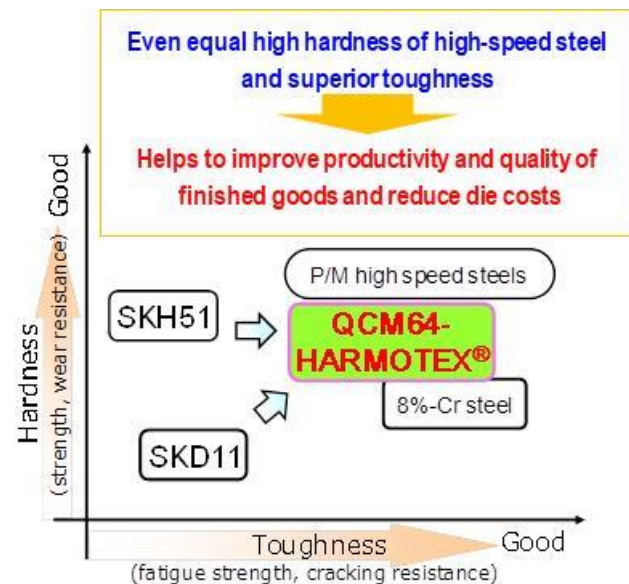 Even equal high hardness of high-speed steel
and superior toughness
Helps to improve productivity and quality of
finished goods and reduce die costs
Good
Hardness
(strength, wear resistance)
P/M high speed steels
SKH51
QCM64-
HARMOTEX®
8%-Cr steel
SKD11
Toughness
Good
(fatigue strength, cracking resistance)